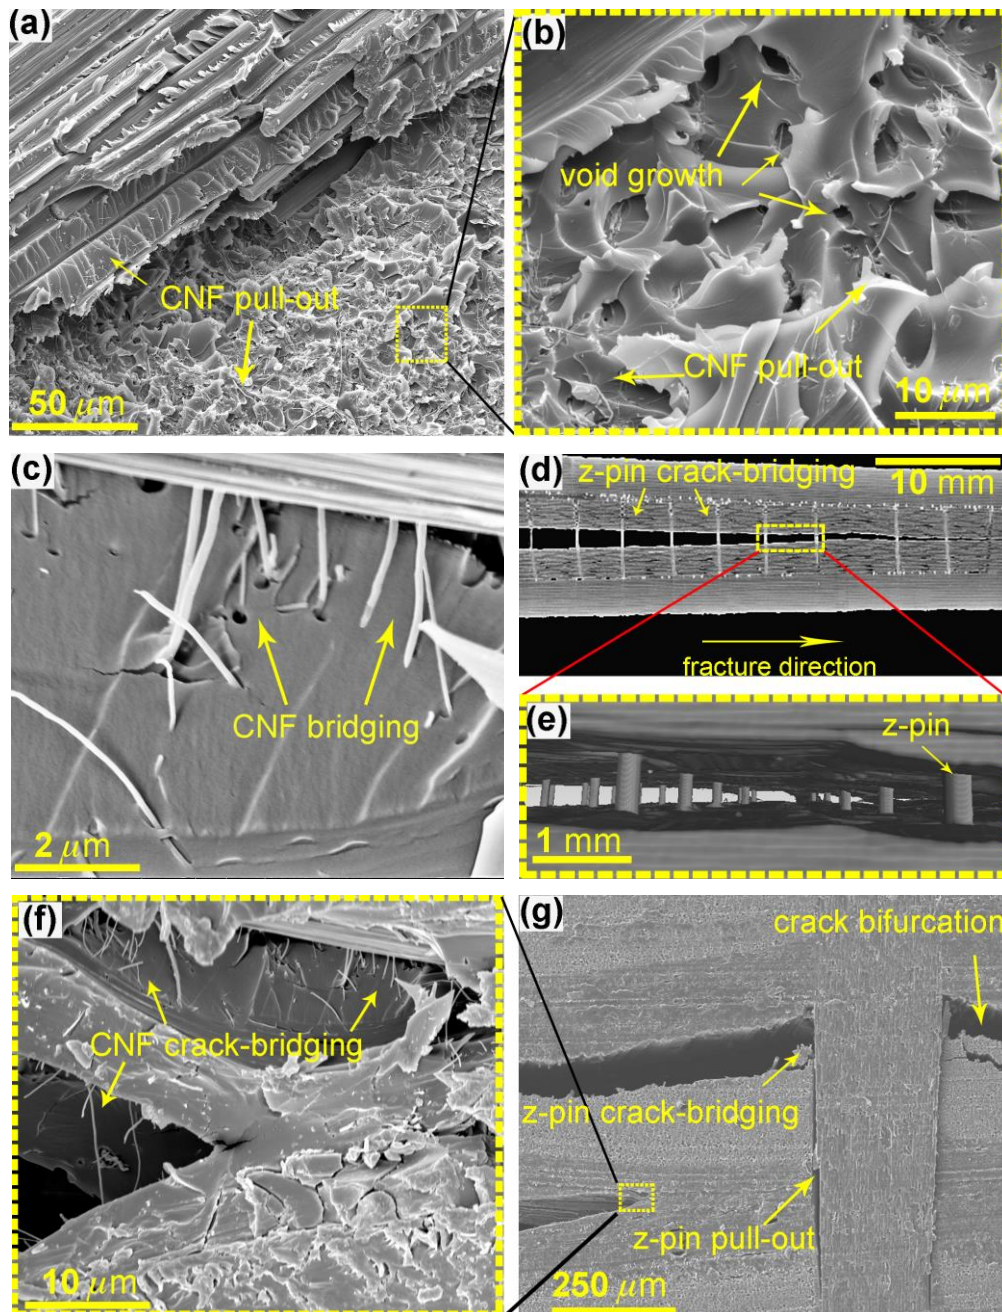 (a)
CNF pull-out
50 μm
(b)
void growth
CNF pull-out
10 μm
(c)
CNF bridging
2 μm
(d)
10 mm
z-pin crack-bridging
fracture direction
(e)
z-pin
1 mm
(f)
CNF crack-bridging
10 μm
(g)
crack bifurcation
z-pin crack-bridging
z-pin pull-out
250 μm